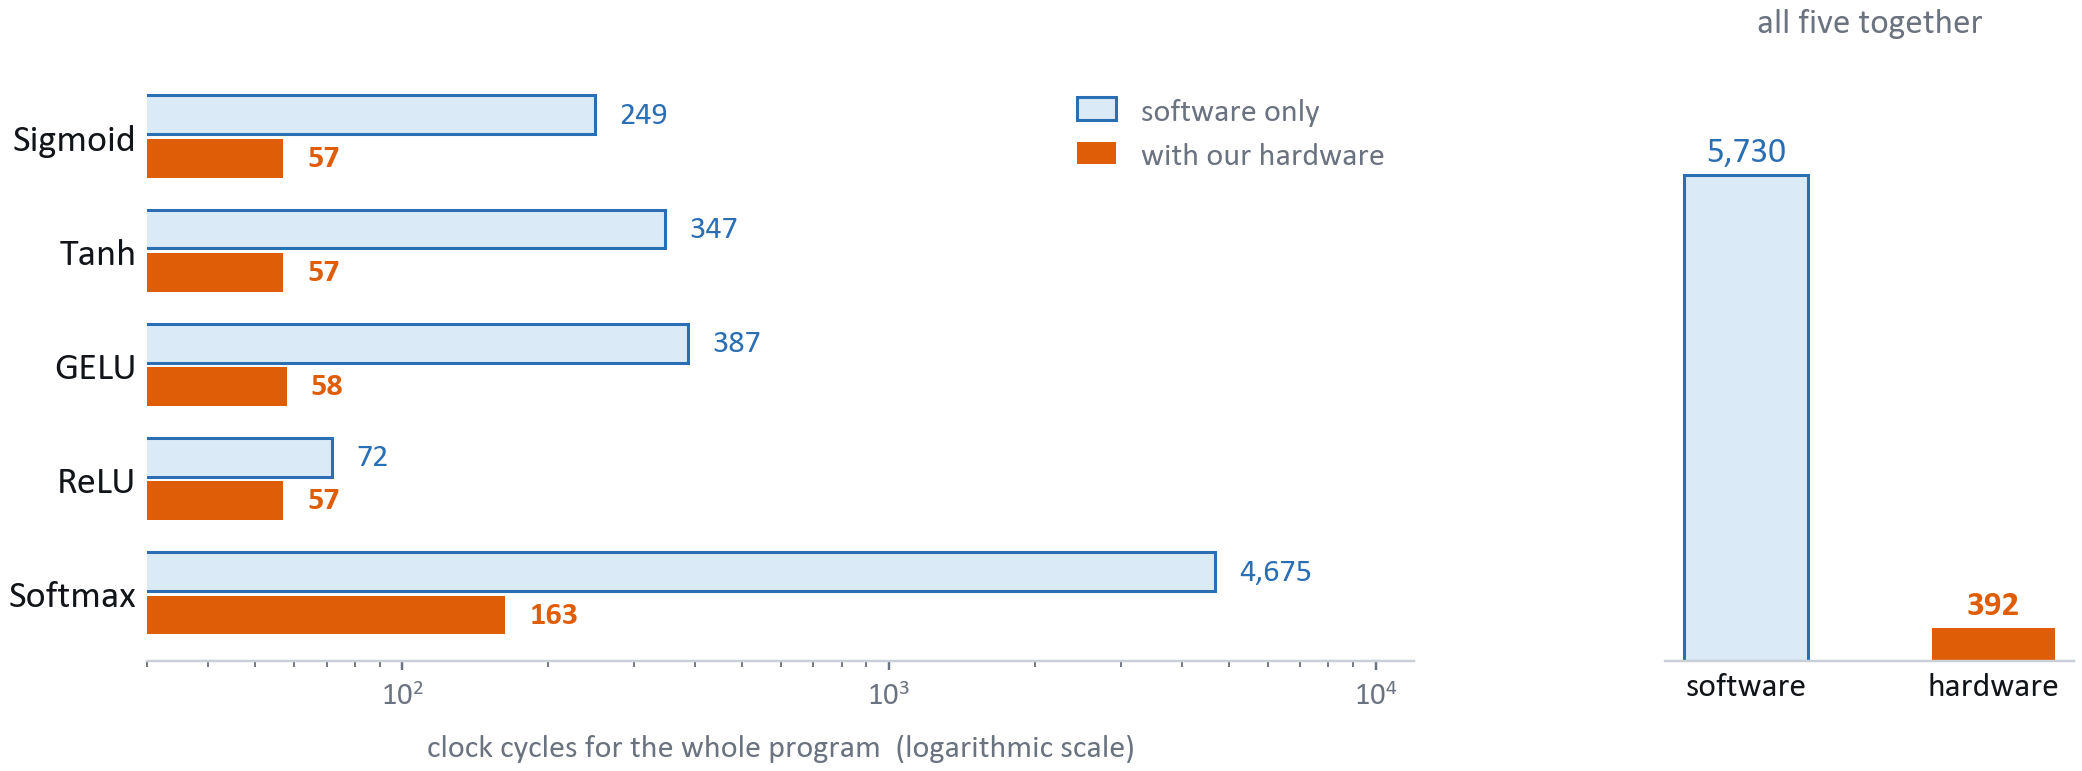 all five together
software only
with our hardware
Sigmoid
249
57
Tanh
347
57
GELU
387
58
ReLU
72
57
Softmax
4,675
163
10²
10³
10⁴
clock cycles for the whole program (logarithmic scale)
5,730
392
software
hardware